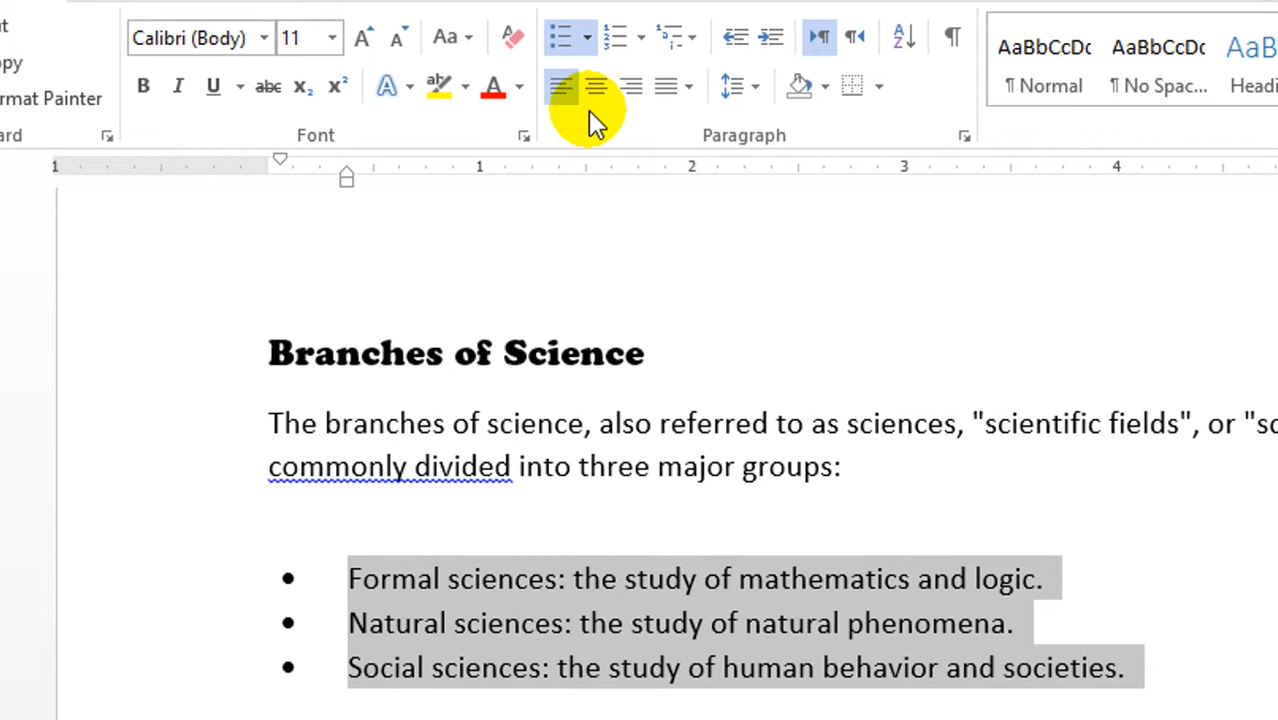 ut
Calibri (Body) 11 Aa
AaBbCcDc AaBbCcDc AaBb
py
B I U abc x₂ x² A ab A
¶ Normal ¶ No Spac... Headi
rmat Painter
rd Font Paragraph
1 1 2 3 4
Branches of Science
The branches of science, also referred to as sciences, "scientific fields", or "sc
commonly divided into three major groups:
• Formal sciences: the study of mathematics and logic.
• Natural sciences: the study of natural phenomena.
• Social sciences: the study of human behavior and societies.